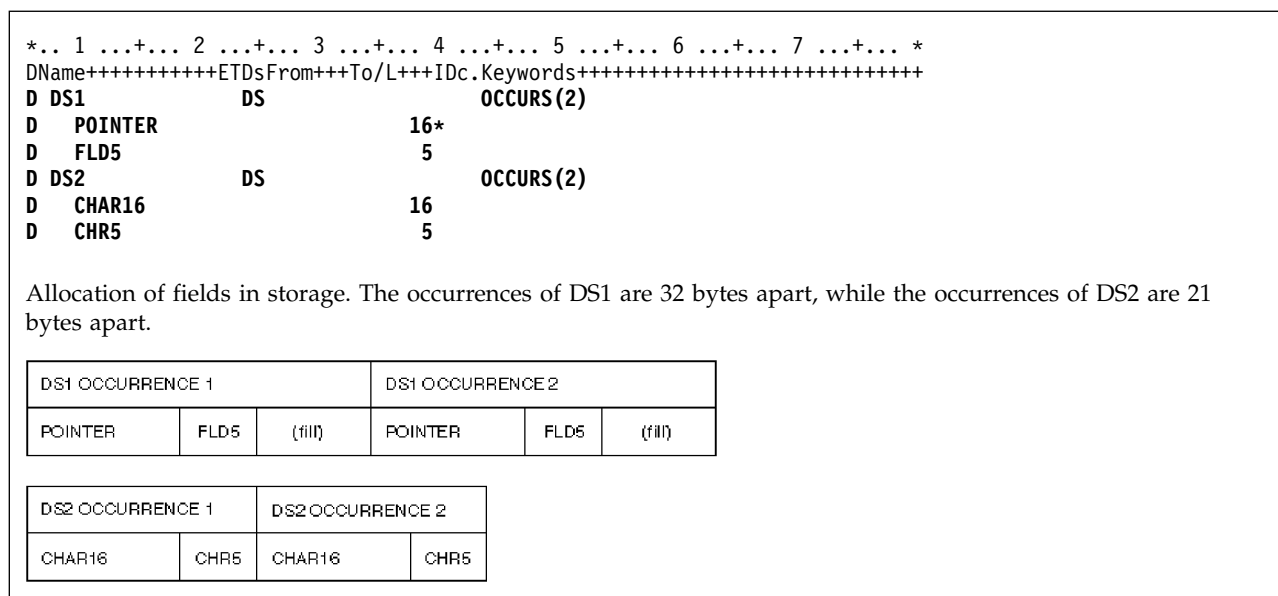 *.. 1 ...+... 2 ...+... 3 ...+... 4 ...+... 5 ...+... 6 ...+... 7 ...+... *
DName+++++++++++ETDsFrom+++To/L+++IDc.Keywords+++++++++++++++++++++++++++++
D DS1             DS                  OCCURS(2)
D   POINTER                     16*
D   FLD5                         5
D DS2             DS                  OCCURS(2)
D   CHAR16                      16
D   CHR5                         5
Allocation of fields in storage. The occurrences of DS1 are 32 bytes apart, while the occurrences of DS2 are 21
bytes apart.
DS1 OCCURRENCE 1 DS1 OCCURRENCE 2
POINTER FLD5 (fill) POINTER FLD5 (fill)
DS2 OCCURRENCE 1 DS2 OCCURRENCE 2
CHAR16 CHR5 CHAR16 CHR5